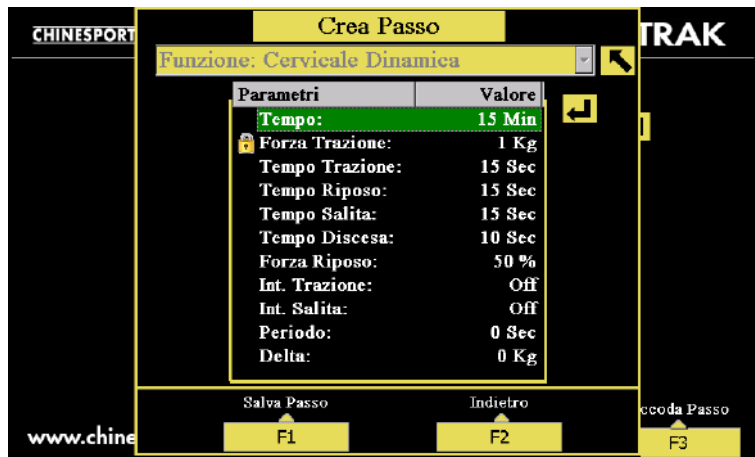 CHINESPORT
Crea Passo
TRAK
Funzione: Cervicale Dinamica
Parametri Valore
Tempo: 15 Min
Forza Trazione: 1 Kg
Tempo Trazione: 15 Sec
Tempo Riposo: 15 Sec
Tempo Salita: 15 Sec
Tempo Discesa: 10 Sec
Forza Riposo: 50 %
Int. Trazione: Off
Int. Salita: Off
Periodo: 0 Sec
Delta: 0 Kg
Salva Passo Indietro ccoda Passo
www.chine F1 F2 F3